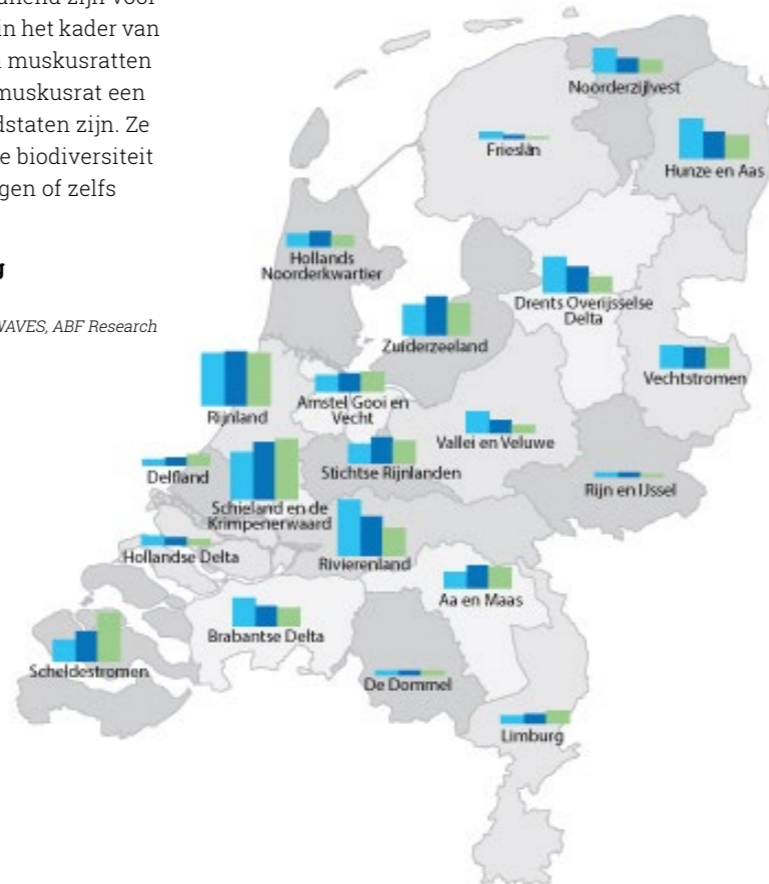 zijn voor
in het kader van
muskusratten
muskusrat een
dstaten zijn. Ze
e biodiversiteit
gen of zelfs
g
WAVES, ABF Research
Noorderzijlvest
Frieslân
Hunze en Aas
Hollands
Noorderkwartier
Drents Overijsselse
Delta
Zuiderzeeland
Vechtstromen
Rijnland
Amstel Gooi en
Vecht
Vallei en Veluwe
Delfland
Stichtse Rijnlanden
Rijn en IJssel
Schieland en de
Krimpenerwaard
Hollandse Delta
Rivierenland
Aa en Maas
Brabantse Delta
Scheldestromen
De Dommel
Limburg